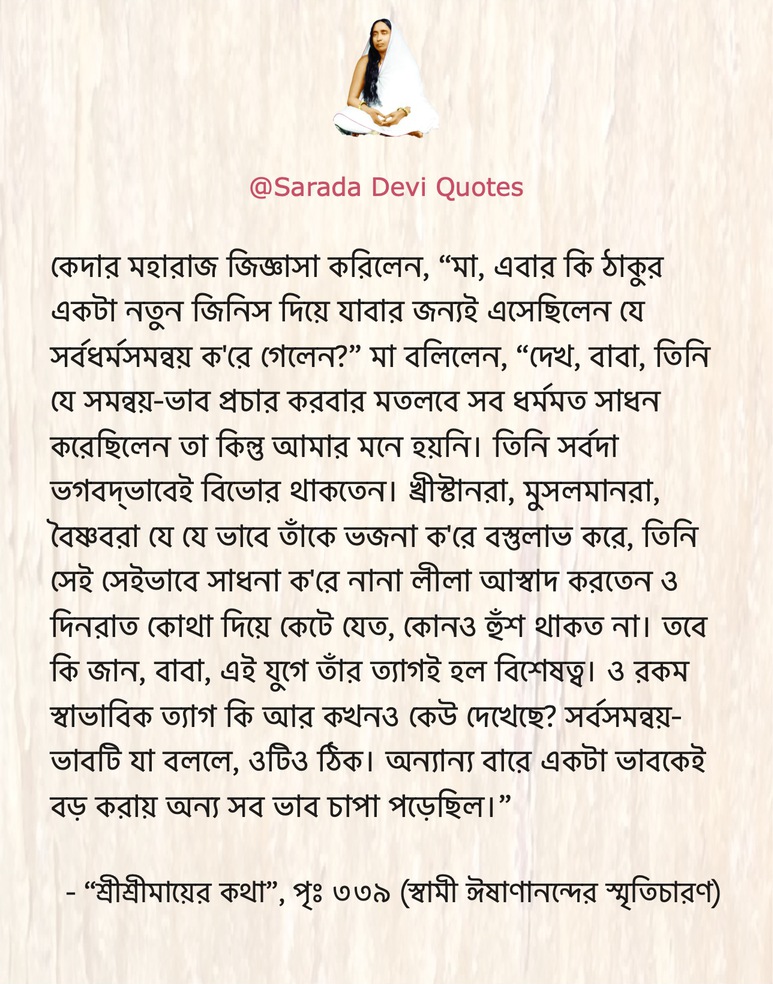 @Sarada Devi Quotes
কেদার মহারাজ জিজ্ঞাসা করিলেন, “মা, এবার কি ঠাকুর
একটা নতুন জিনিস দিয়ে যাবার জন্যই এসেছিলেন যে
সর্বধর্মসমন্বয় ক'রে গেলেন?” মা বলিলেন, “দেখ, বাবা, তিনি
যে সমন্বয়-ভাব প্রচার করবার মতলবে সব ধর্মমত সাধন
করেছিলেন তা কিন্তু আমার মনে হয়নি। তিনি সর্বদা
ভগবদ্‌ভাবেই বিভোর থাকতেন। খ্রীস্টানরা, মুসলমানরা,
বৈষ্ণবরা যে যে ভাবে তাঁকে ভজনা ক'রে বস্তুলাভ করে, তিনি
সেই সেইভাবে সাধনা ক'রে নানা লীলা আস্বাদ করতেন ও
দিনরাত কোথা দিয়ে কেটে যেত, কোনও হুঁশ থাকত না। তবে
কি জান, বাবা, এই যুগে তাঁর ত্যাগই হল বিশেষত্ব। ও রকম
স্বাভাবিক ত্যাগ কি আর কখনও কেউ দেখেছে? সর্বসমন্বয়-
ভাবটি যা বললে, ওটিও ঠিক। অন্যান্য বারে একটা ভাবকেই
বড় করায় অন্য সব ভাব চাপা পড়েছিল।”
- “শ্রীশ্রীমায়ের কথা”, পৃঃ ৩৩৯ (স্বামী ঈষাণানন্দের স্মৃতিচারণ)